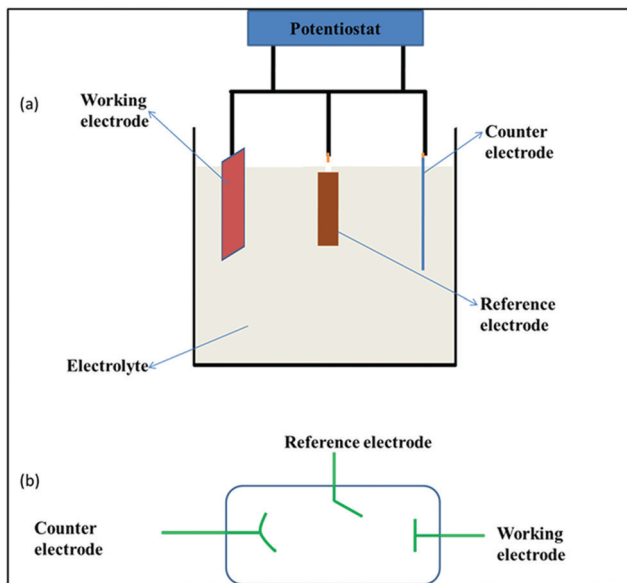 Potentiostat
(a)
Working
electrode
Counter
electrode
Reference
electrode
Electrolyte
Reference electrode
(b)
Counter
electrode
Working
electrode